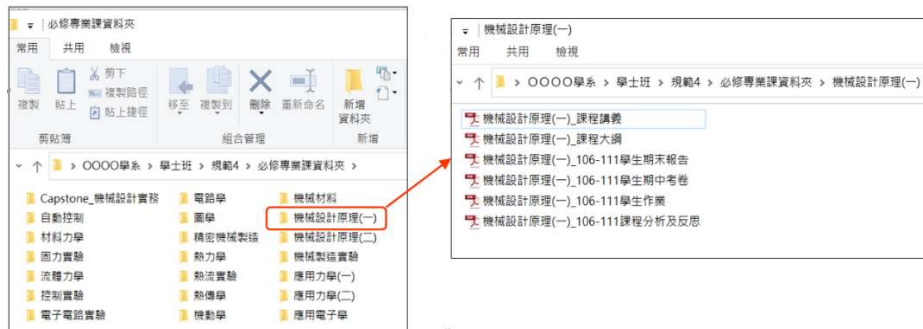 必修專業課資料夾
常用 共用 檢視
複製 貼上 剪下
複製路徑
貼上捷徑
移至 複製到 刪除 重新命名 新增
資料夾
剪貼簿 組合管理 新增
OOOO學系 > 學士班 > 規範4 > 必修專業課資料夾 >
Capstone_機械設計實務 電路學 機械材料
自動控制 圖學 機械設計原理(一)
材料力學 精密機械製造 機械設計原理(二)
固力實驗 熱力學 機械製造實驗
流體力學 熱流實驗 應用力學(一)
控制實驗 熱傳學 應用力學(二)
電子電路實驗 機動學 應用電子學
機械設計原理(一)
常用 共用 檢視
OOOO學系 > 學士班 > 規範4 > 必修專業課資料夾 > 機械設計原理(一)
機械設計原理(一)_課程講義
機械設計原理(一)_課程大綱
機械設計原理(一)_106-111學生期末報告
機械設計原理(一)_106-111學生期中考卷
機械設計原理(一)_106-111學生作業
機械設計原理(一)_106-111課程分析及反思